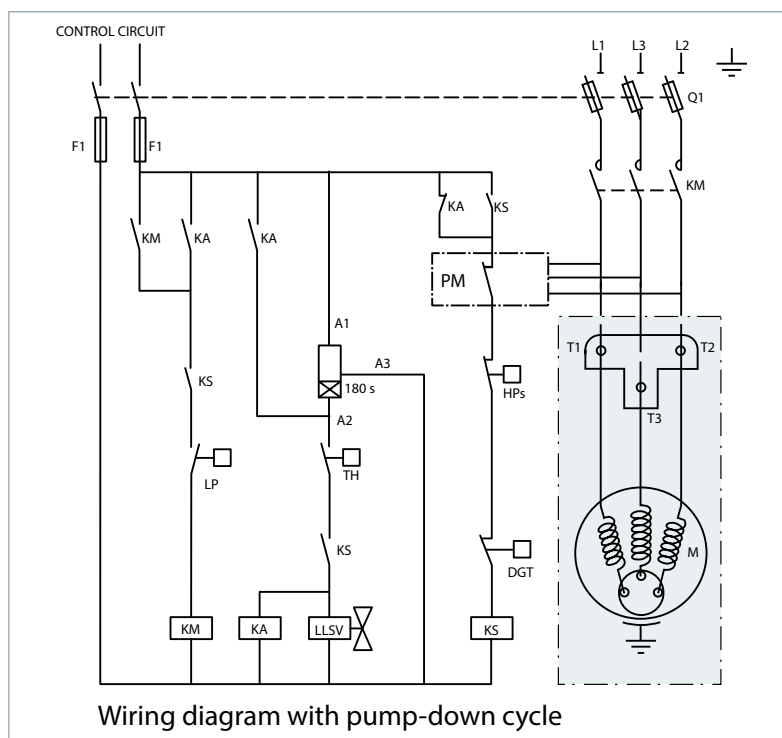 CONTROL CIRCUIT
L1 L3 L2
Q1
F1 F1
KM
KA KS
KM KA KA
PM
A1
T1 T2
A3
180 s
KS
HPs
A2
T3
LP TH
KS
M
DGT
KM KA LLSV KS
Wiring diagram with pump-down cycle